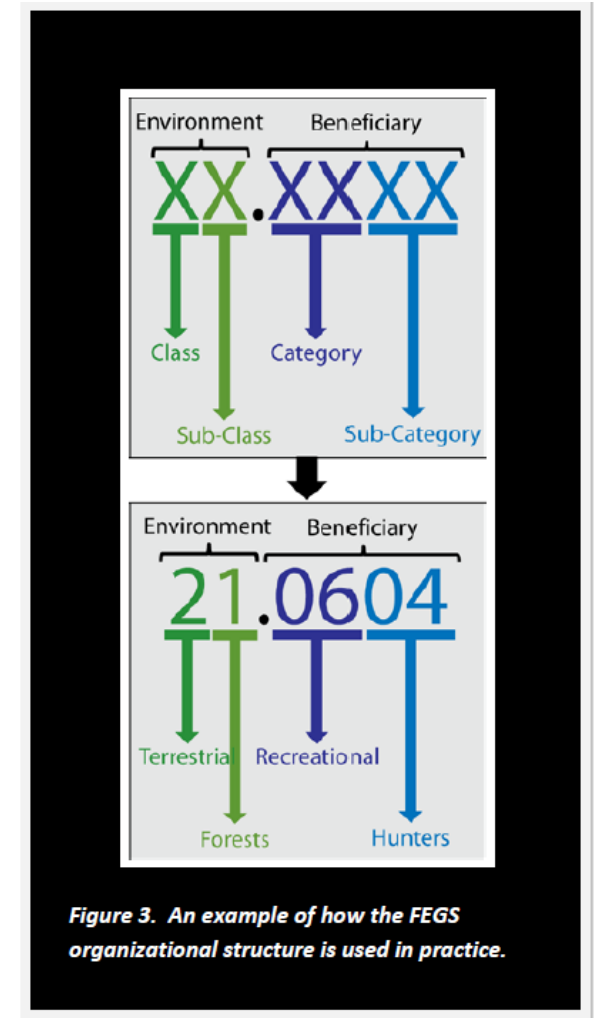 Environment Beneficiary
XX.XXXX
Class Category
Sub-Class Sub-Category
Environment Beneficiary
21.0604
Terrestrial Recreational
Forests Hunters
Figure 3. An example of how the FEGS
organizational structure is used in practice.